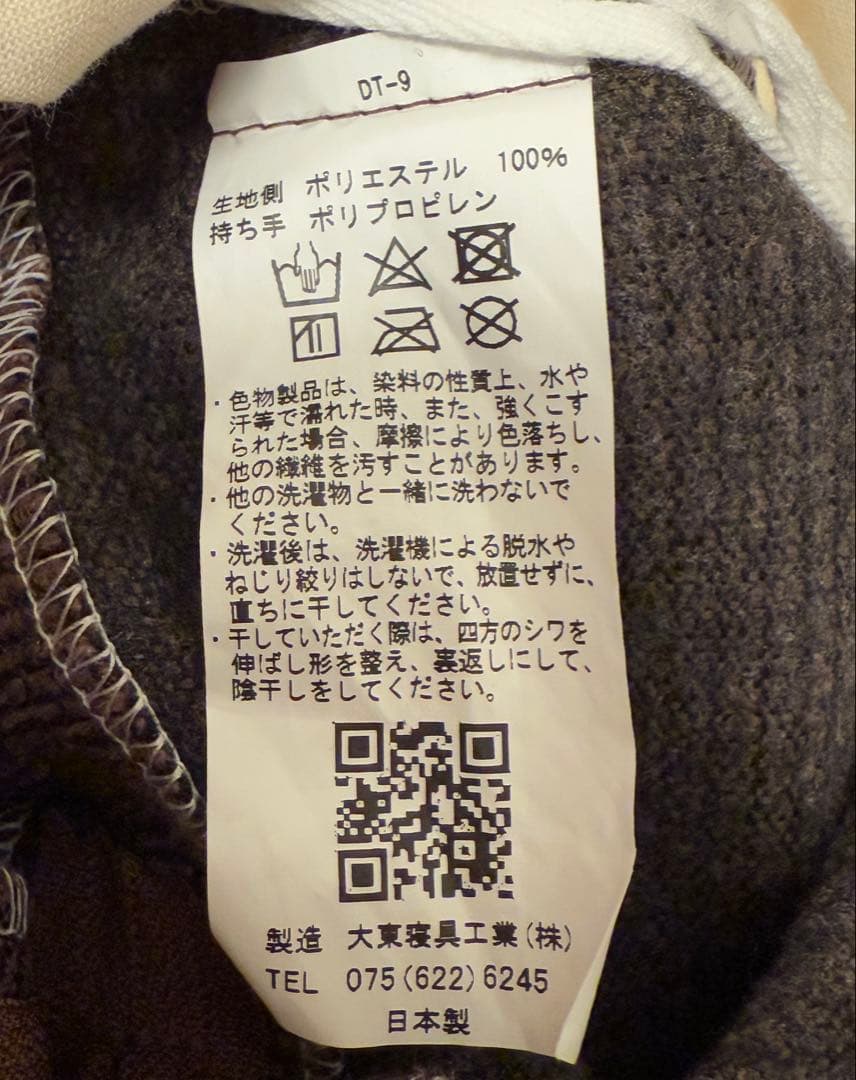 DT-9
生地側 ポリエステル 100%
持ち手 ポリプロピレン
・色物製品は、染料の性質上、水や
汗等で濡れた時、また、強くこす
られた場合、摩擦により色落ちし、
他の繊維を汚すことがあります。
・他の洗濯物と一緒に洗わないで
ください。
・洗濯後は、洗濯機による脱水や
ねじり絞りはしないで、放置せずに、
直ちに干してください。
・干していただく際は、四方のシワを
伸ばし形を整え、裏返しにして、
陰干しをしてください。
製造 大東寝具工業(株)
TEL 075(622)6245
日本製